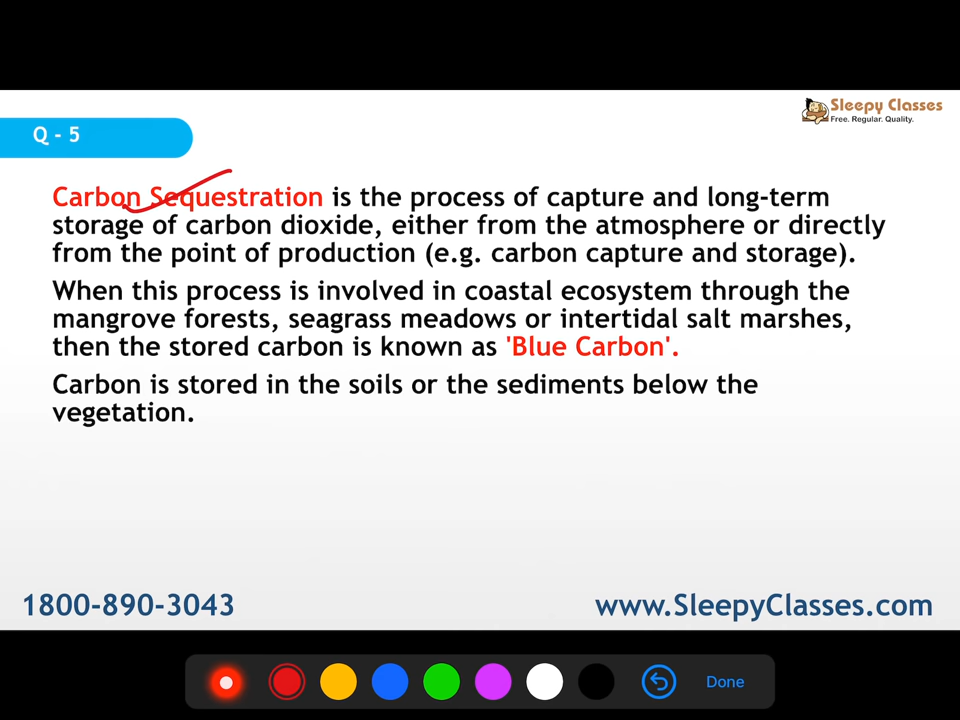 Sleepy Classes
Free. Regular. Quality.
Q - 5
Carbon Sequestration is the process of capture and long-term
storage of carbon dioxide, either from the atmosphere or directly
from the point of production (e.g. carbon capture and storage).
When this process is involved in coastal ecosystem through the
mangrove forests, seagrass meadows or intertidal salt marshes,
then the stored carbon is known as 'Blue Carbon'.
Carbon is stored in the soils or the sediments below the
vegetation.
1800-890-3043
www.SleepyClasses.com
Done